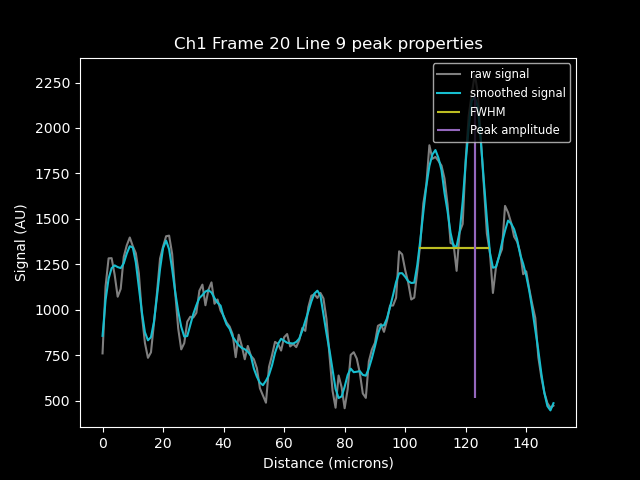 Ch1 Frame 20 Line 9 peak properties
raw signal
smoothed signal
FWHM
Peak amplitude
Signal (AU)
2250
2000
1750
1500
1250
1000
750
500
0 20 40 60 80 100 120 140
Distance (microns)